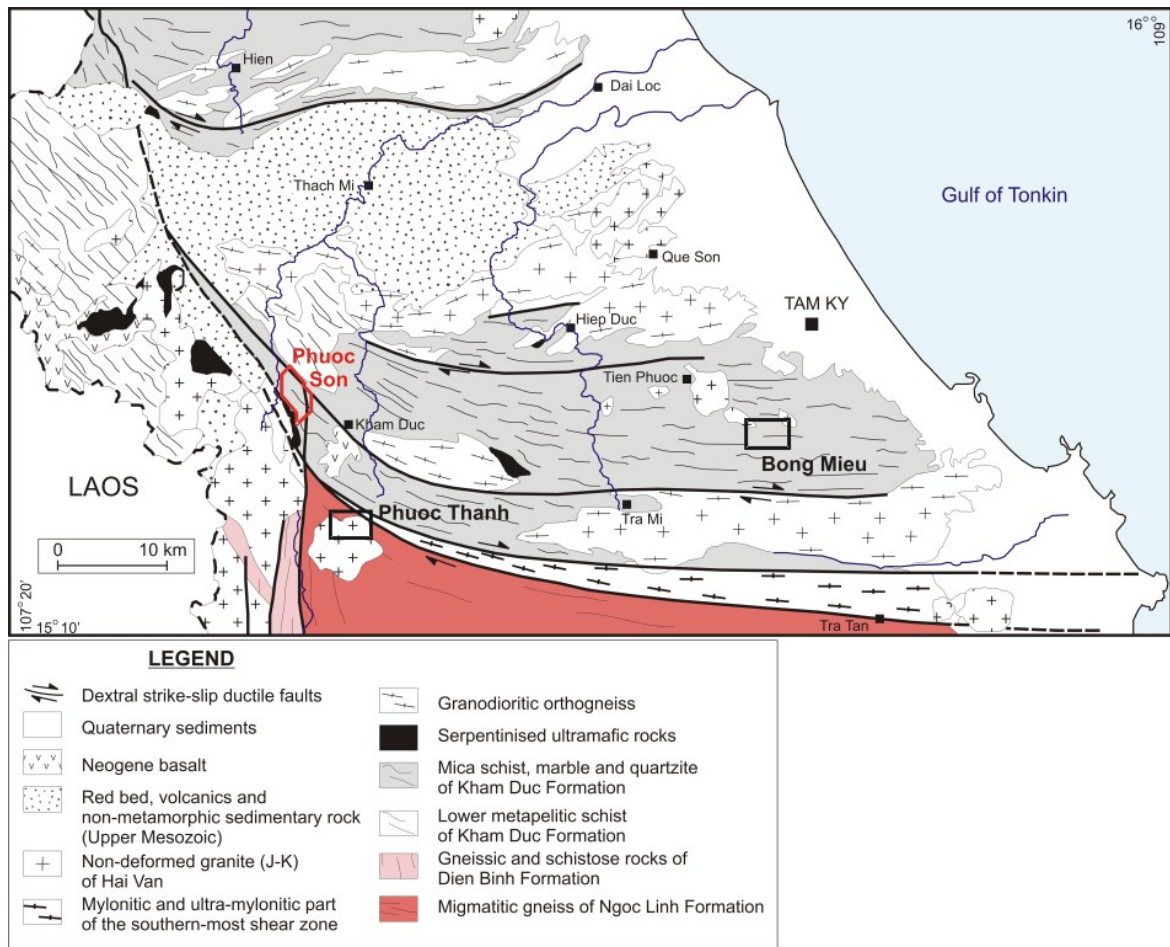 16°
109°
Hien
Dai Loc
Thach Mi
Gulf of Tonkin
Que Son
TAM KY
Hiep Duc
Phuoc
Son
Tien Phuoc
Kham Duc
Bong Mieu
LAOS
Phuoc Thanh
Tra Mi
0 10 km
107° 20'
15° 10'
Tra Tan
LEGEND
Dextral strike-slip ductile faults
Quaternary sediments
Neogene basalt
Red bed, volcanics and
non-metamorphic sedimentary rock
(Upper Mesozoic)
Non-deformed granite (J-K)
of Hai Van
Mylonitic and ultra-mylonitic part
of the southern-most shear zone
Granodioritic orthogneiss
Serpentinised ultramafic rocks
Mica schist, marble and quartzite
of Kham Duc Formation
Lower metapelitic schist
of Kham Duc Formation
Gneissic and schistose rocks of
Dien Binh Formation
Migmatitic gneiss of Ngoc Linh Formation